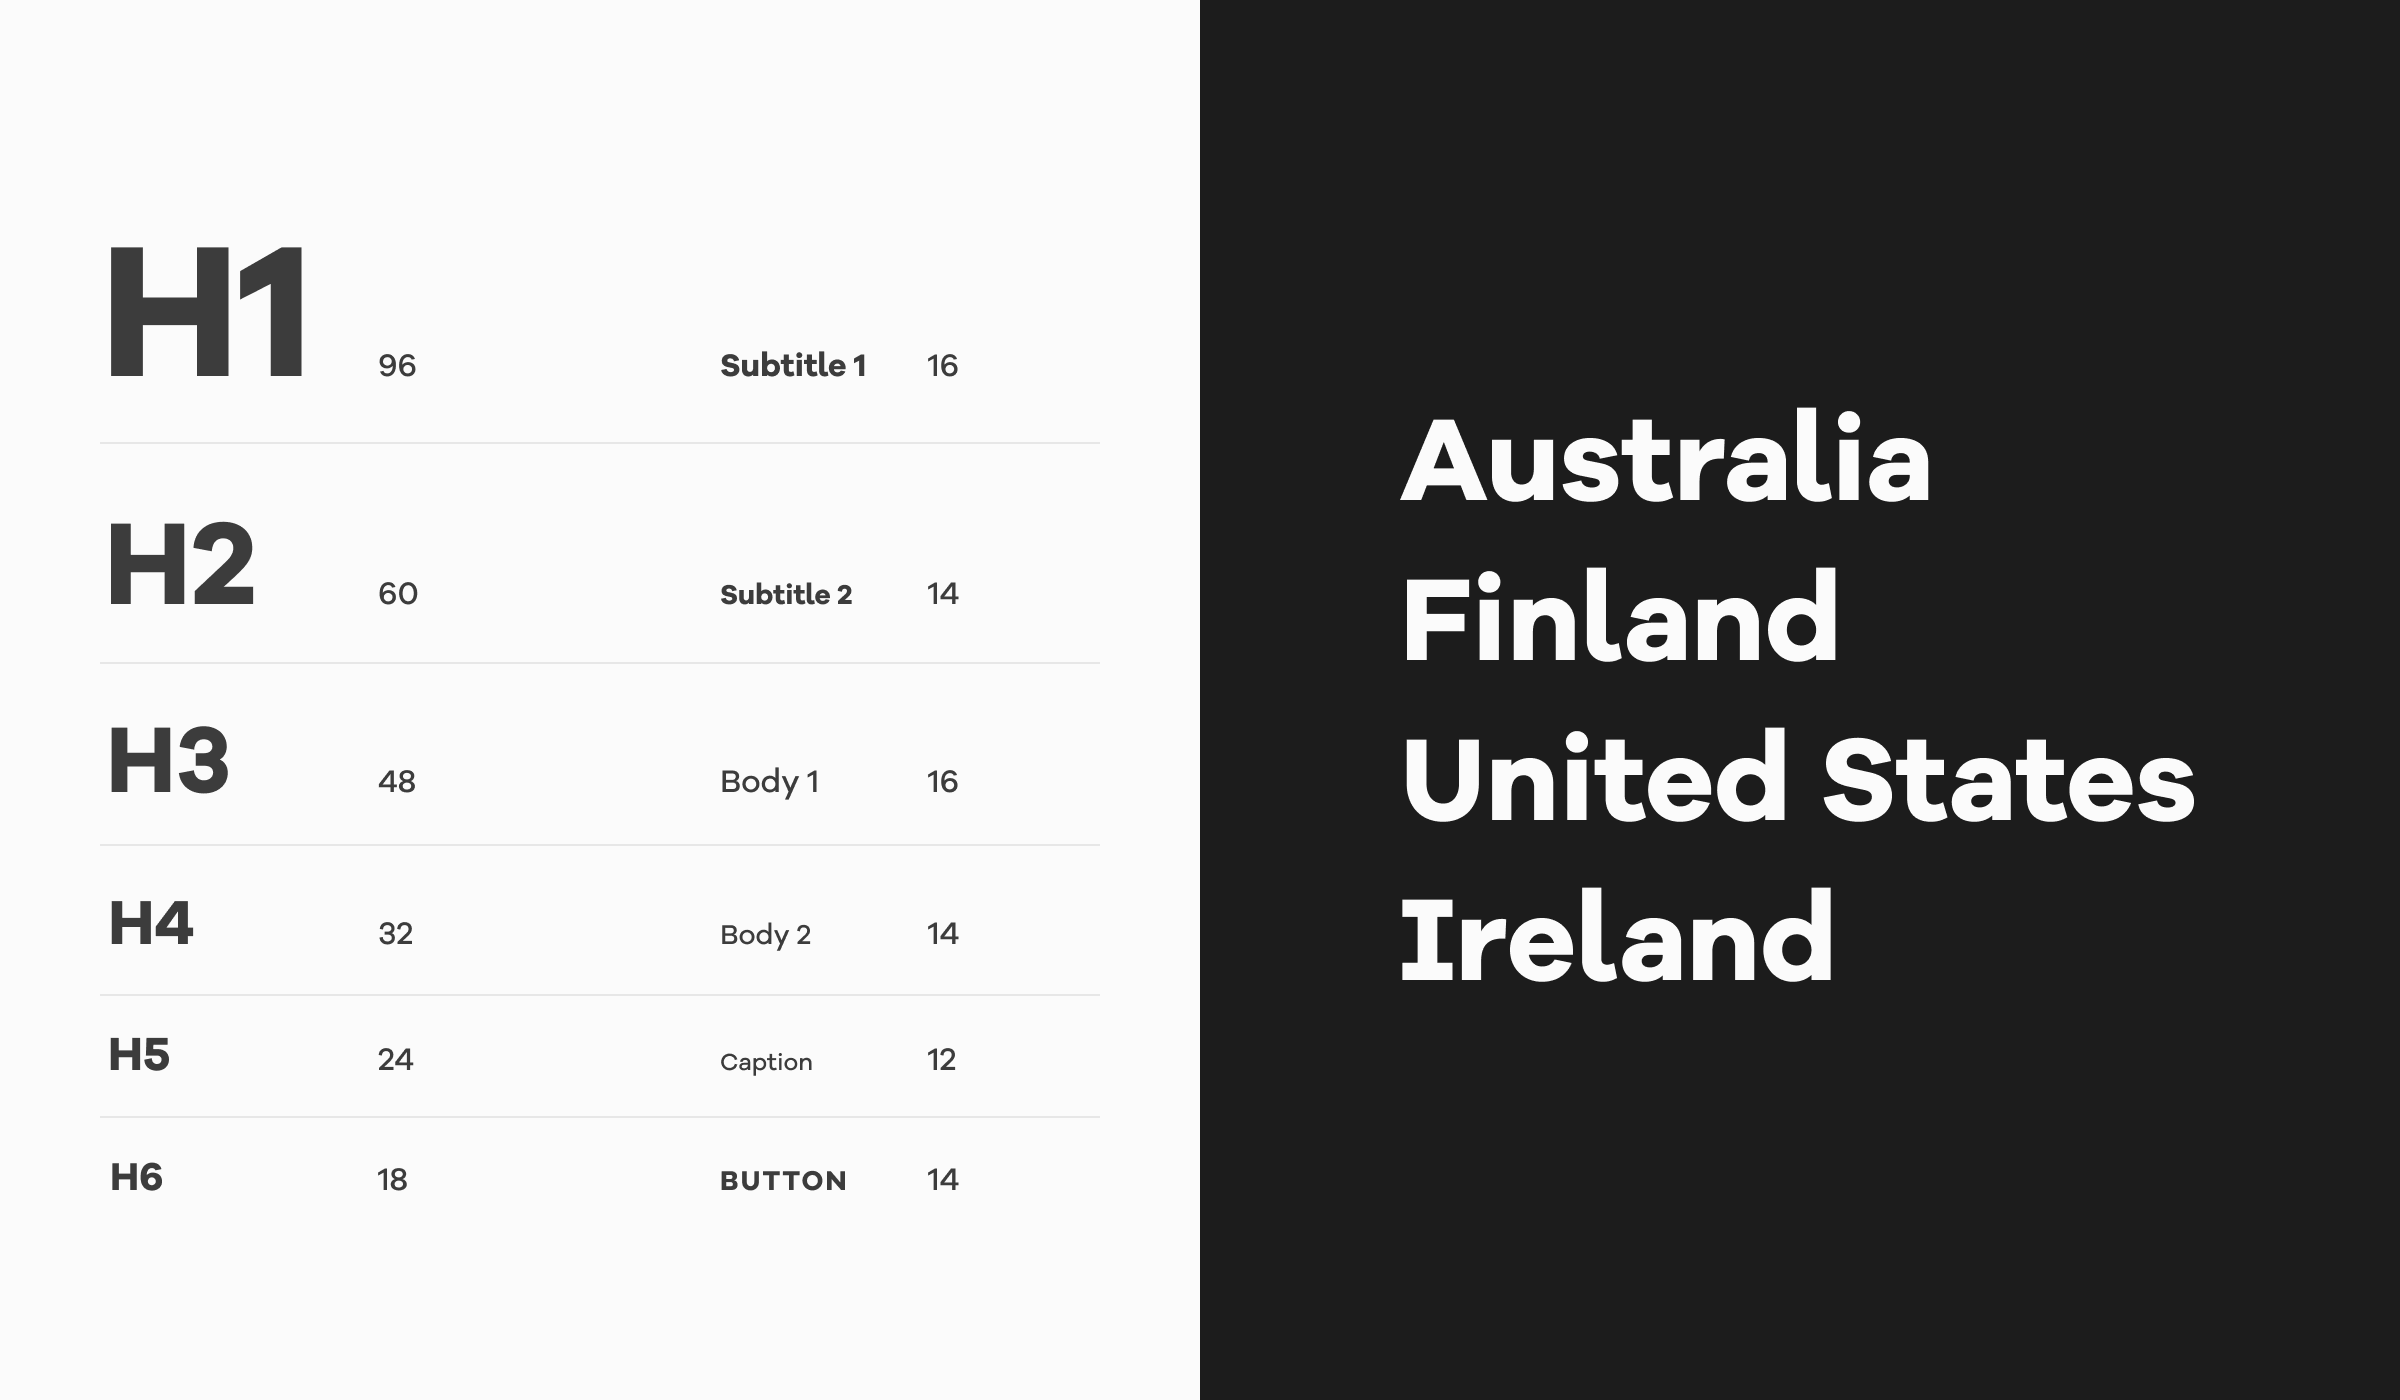 H1 96 Subtitle 1 16
H2 60 Subtitle 2 14
H3 48 Body 1 16
H4 32 Body 2 14
H5 24 Caption 12
H6 18 BUTTON 14
Australia
Finland
United States
Ireland